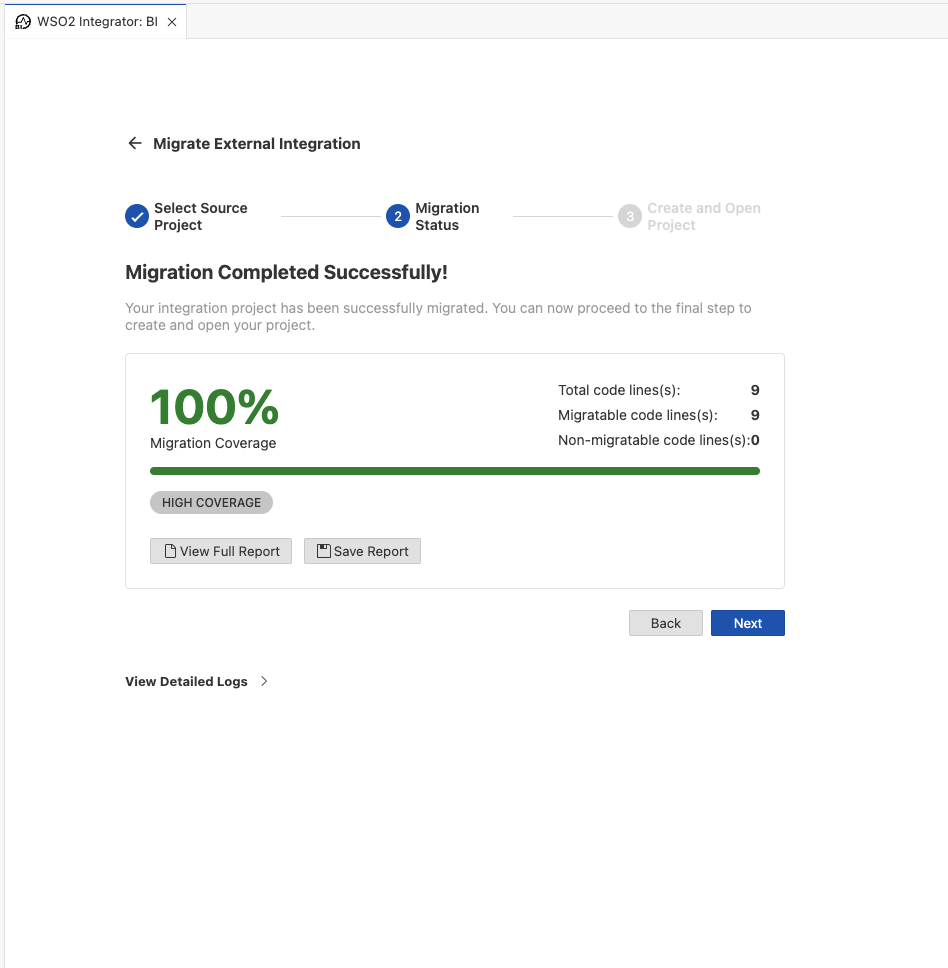 WSO2 Integrator: BI
Migrate External Integration
Select Source
Project
2
Migration
Status
3
Create and Open
Project
Migration Completed Successfully!
Your integration project has been successfully migrated. You can now proceed to the final step to
create and open your project.
100%
Migration Coverage
Total code lines(s): 9
Migratable code lines(s): 9
Non-migratable code lines(s):0
HIGH COVERAGE
View Full Report
Save Report
Back
Next
View Detailed Logs